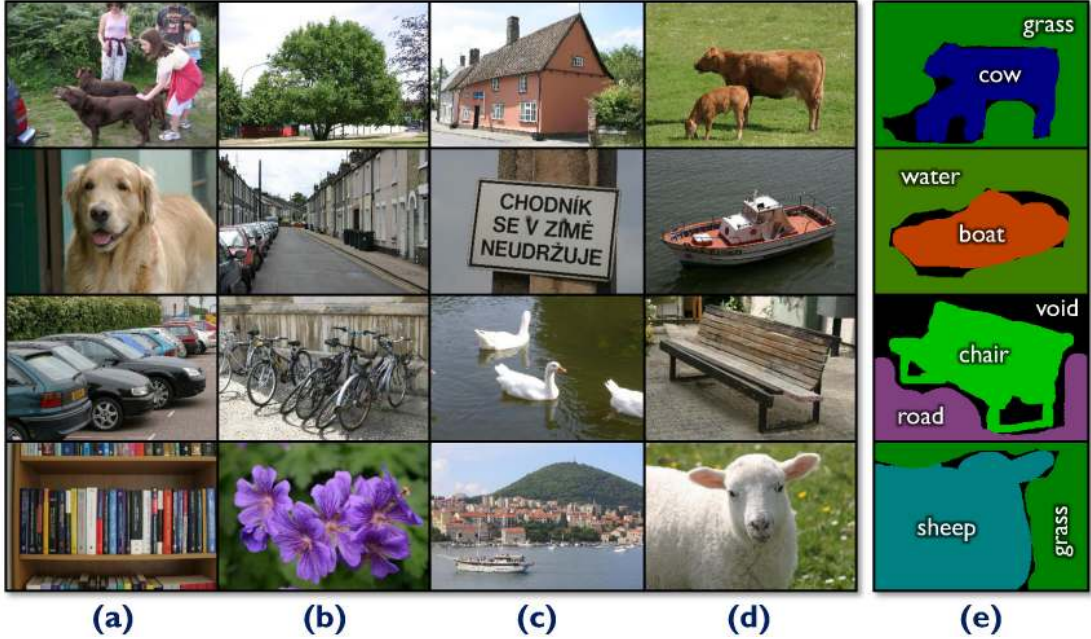 grass
cow
CHODNÍK
SE V ZIMĚ
NEUDRŽUJE
water
boat
void
chair
road
sheep
grass
(a)
(b)
(c)
(d)
(e)